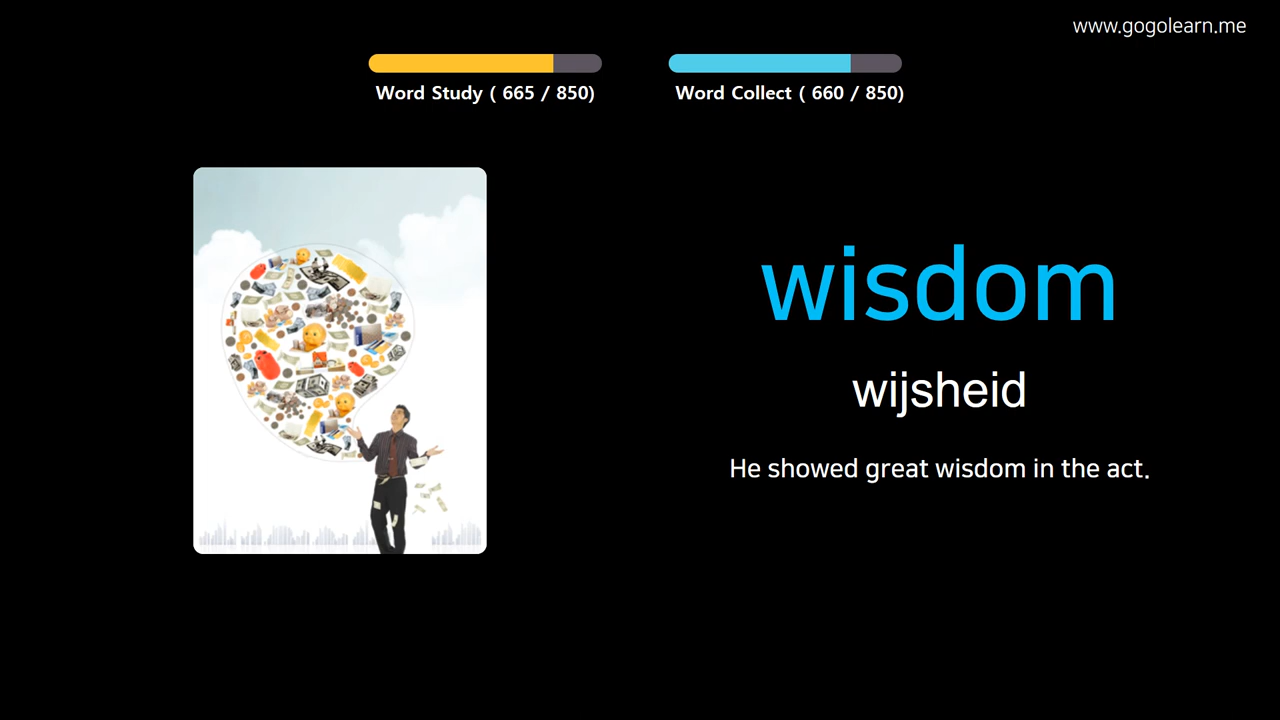 www.gogolearn.me
Word Study ( 665 / 850)
Word Collect ( 660 / 850)
wisdom
wijsheid
He showed great wisdom in the act.